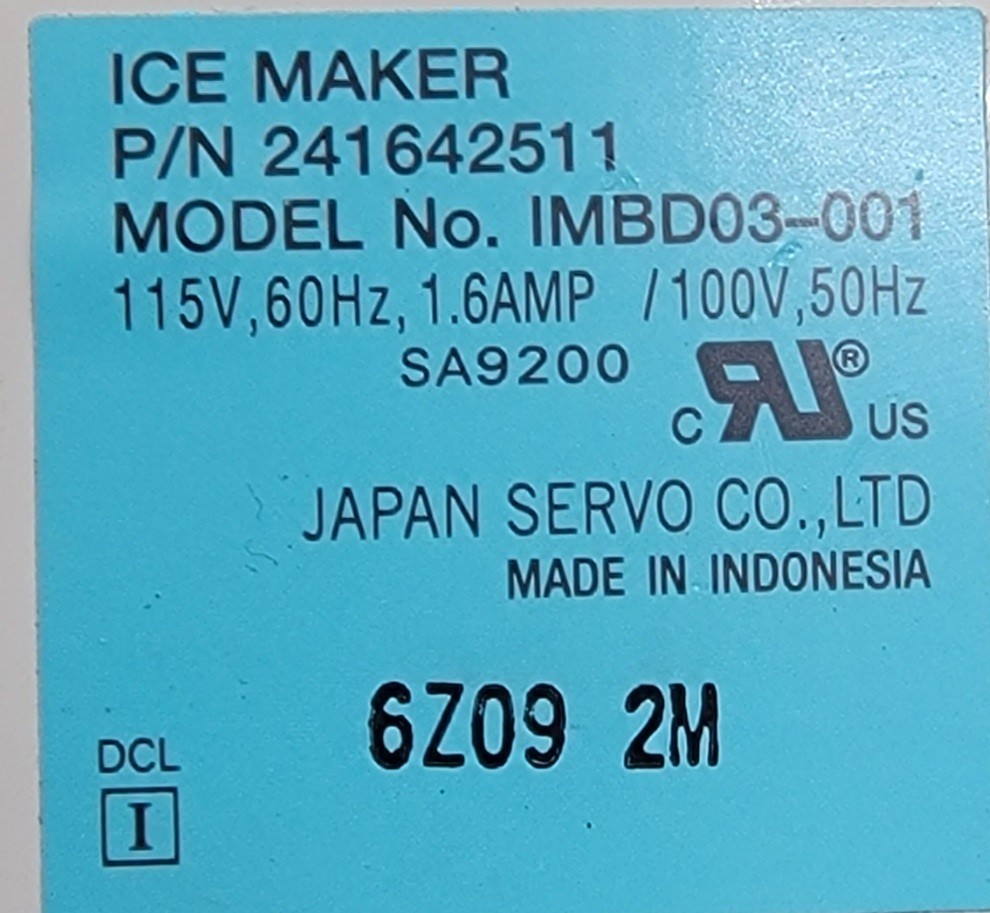 ICE MAKER
P/N 241642511
MODEL No. IMBD03-001
115V,60Hz,1.6AMP /100V,50Hz
SA9200
C RU® US
JAPAN SERVO CO.,LTD
MADE IN INDONESIA
6Z09 2M
DCL
I